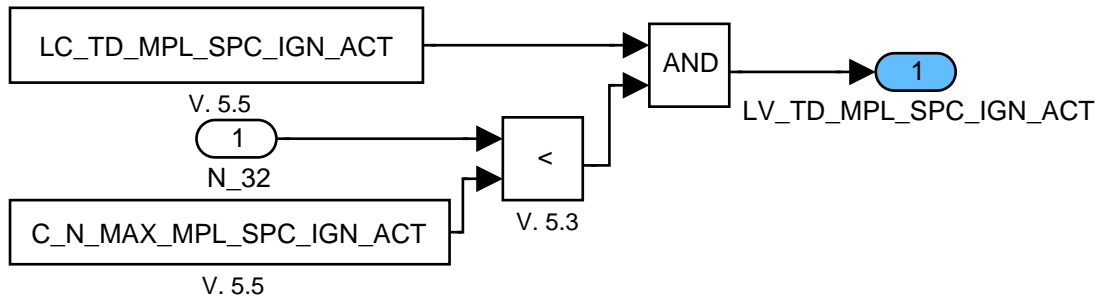 LC_TD_MPL_SPC_IGN_ACT
V. 5.5
AND
1
LV_TD_MPL_SPC_IGN_ACT
1
N_32
<
V. 5.3
C_N_MAX_MPL_SPC_IGN_ACT
V. 5.5